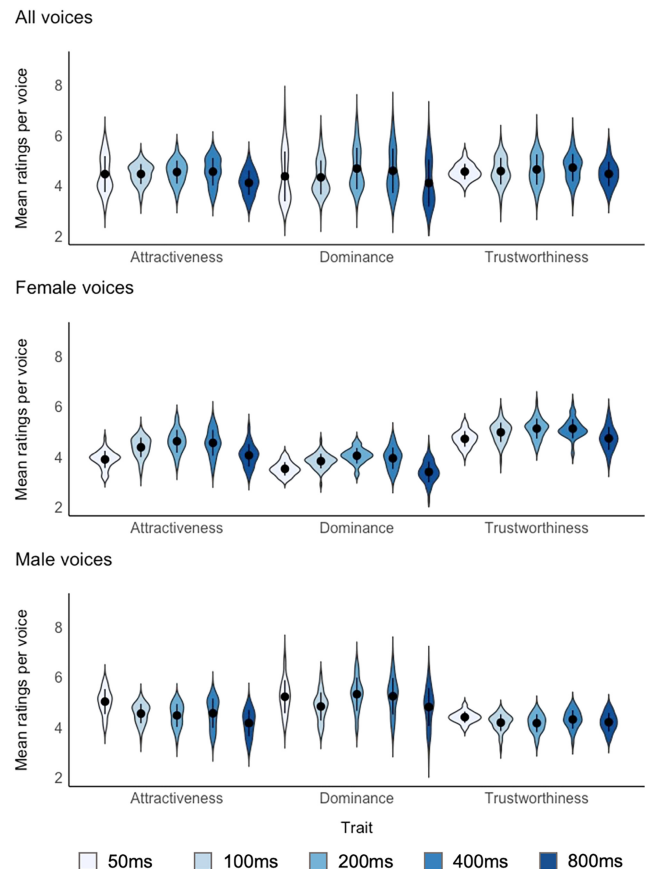 All voices
Mean ratings per voice
8
6
4
2
Attractiveness Dominance Trustworthiness
Female voices
Mean ratings per voice
8
6
4
2
Attractiveness Dominance Trustworthiness
Male voices
Mean ratings per voice
8
6
4
2
Attractiveness Dominance Trustworthiness
Trait
50ms 100ms 200ms 400ms 800ms